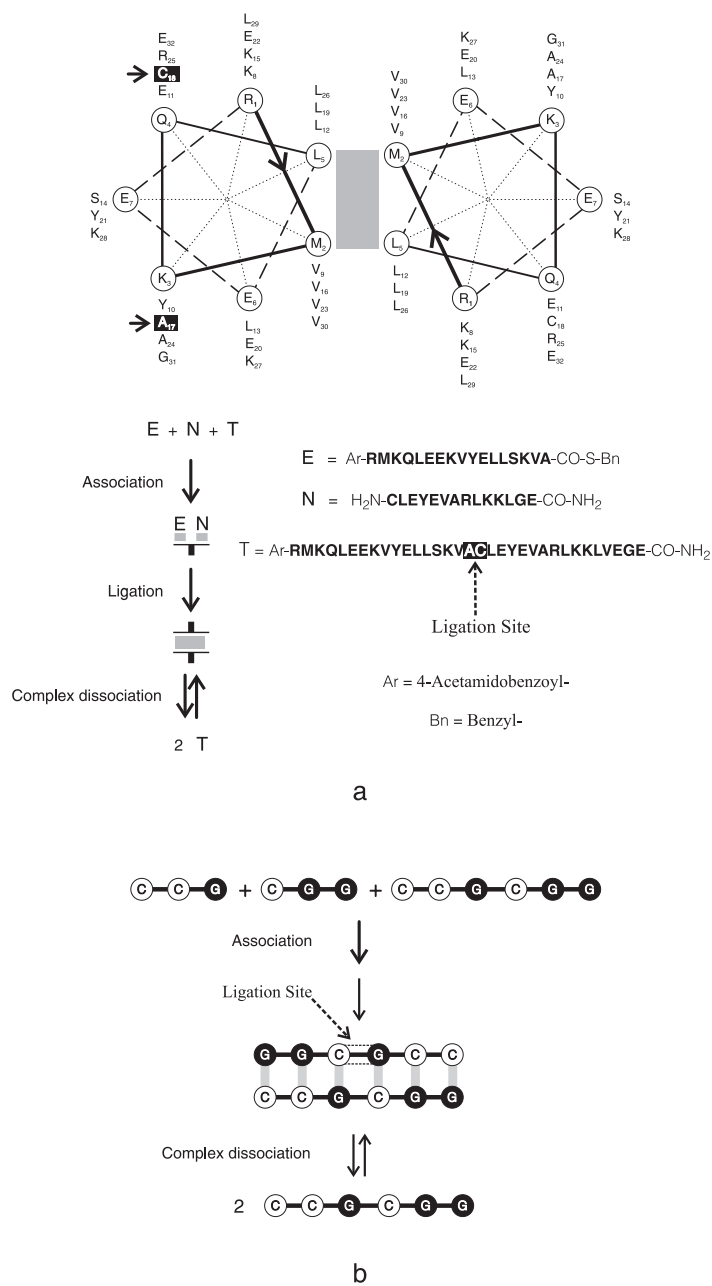 L29
E22
K15
K8
E32
R25
C18
E11
L26
L19
L12
R1
Q4
L5
E7
S14
Y21
K28
M2
K3
E6
V9
V16
V23
V30
Y10
A17
A24
G31
L13
E20
K27
K27
E20
L13
G31
A24
A17
Y10
V30
V23
V16
V9
E6
K3
M2
E7
S14
Y21
K28
L5
R1
Q4
L12
L19
L26
K8
K15
E22
L29
E11
C18
R25
E32
E + N + T
Association
E N
Ligation
Complex dissociation
2 T
E = Ar-RMKQLEEKVYELLSKVA-CO-S-Bn
N = H2N-CLEYEVARLKKLGE-CO-NH2
T = Ar-RMKQLEEKVYELLSKVACLEYEVARLKKLVEGE-CO-NH2
Ligation Site
Ar = 4-Acetamidobenzoyl-
Bn = Benzyl-
a
C C G + C G G + C C G C G G
Association
Ligation Site
G G C G C C
C C G C G G
Complex dissociation
2 C C G C G G
b